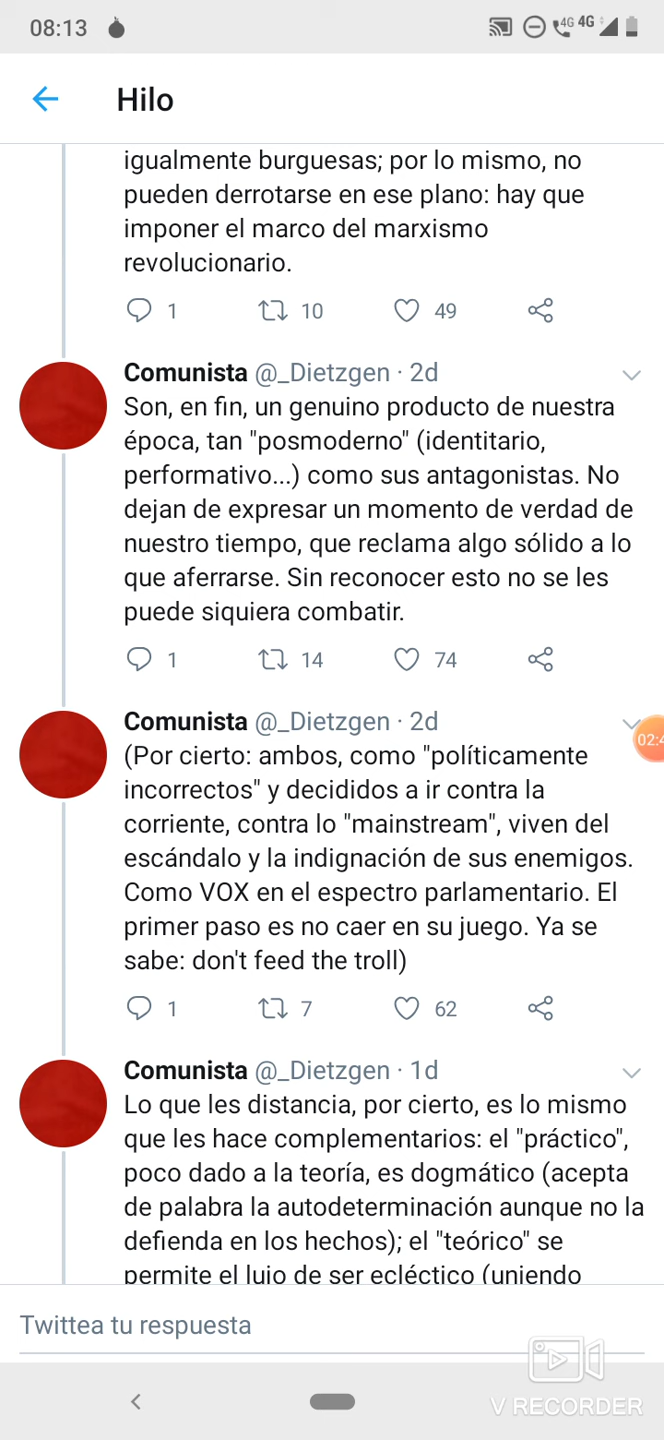 08:13
4G 4G
Hilo
igualmente burguesas; por lo mismo, no
pueden derrotarse en ese plano: hay que
imponer el marco del marxismo
revolucionario.
1 10 49
Comunista @_Dietzgen · 2d
Son, en fin, un genuino producto de nuestra
época, tan "posmoderno" (identitario,
performativo...) como sus antagonistas. No
dejan de expresar un momento de verdad de
nuestro tiempo, que reclama algo sólido a lo
que aferrarse. Sin reconocer esto no se les
puede siquiera combatir.
1 14 74
Comunista @_Dietzgen · 2d
(Por cierto: ambos, como "políticamente
incorrectos" y decididos a ir contra la
corriente, contra lo "mainstream", viven del
escándalo y la indignación de sus enemigos.
Como VOX en el espectro parlamentario. El
primer paso es no caer en su juego. Ya se
sabe: don't feed the troll)
1 7 62
Comunista @_Dietzgen · 1d
Lo que les distancia, por cierto, es lo mismo
que les hace complementarios: el "práctico",
poco dado a la teoría, es dogmático (acepta
de palabra la autodeterminación aunque no la
defienda en los hechos); el "teórico" se
permite el lujo de ser ecléctico (uniendo
Twittea tu respuesta
V RECORDER